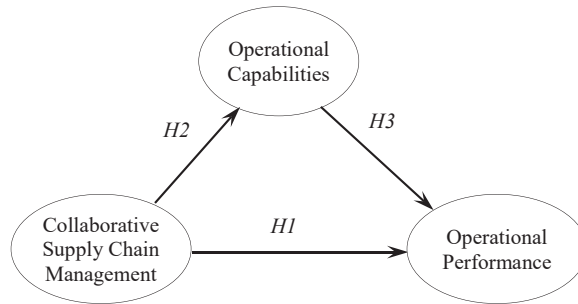 Operational
Capabilities
H2
H3
Collaborative
Supply Chain
Management
H1
Operational
Performance